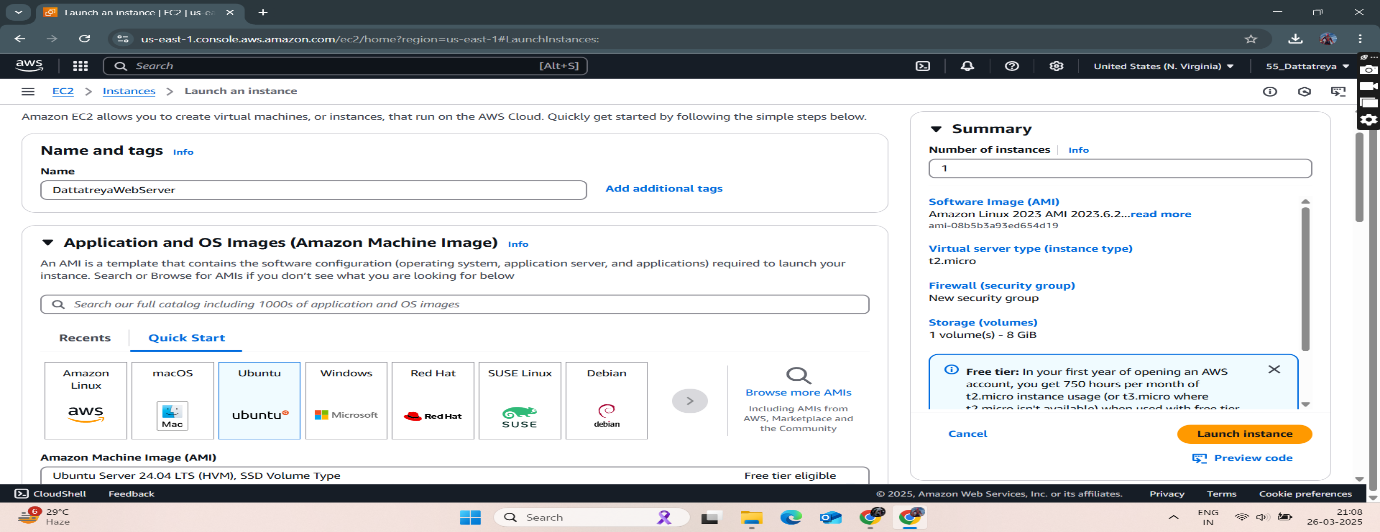 Launch an instance | EC2 | us-ea
us-east-1.console.aws.amazon.com/ec2/home?region=us-east-1#LaunchInstances:
aws
Search
[Alt+S]
United States (N. Virginia)
55_Dattatreya
EC2 > Instances > Launch an instance
Amazon EC2 allows you to create virtual machines, or instances, that run on the AWS Cloud. Quickly get started by following the simple steps below.
Name and tags Info
Name
DattatreyaWebServer
Add additional tags
Application and OS Images (Amazon Machine Image) Info
An AMI is a template that contains the software configuration (operating system, application server, and applications) required to launch your
instance. Search or Browse for AMIs if you don't see what you are looking for below
Search our full catalog including 1000s of application and OS images
Recents
Quick Start
Amazon
Linux
aws
macOS
Mac
Ubuntu
ubuntu
Windows
Microsoft
Red Hat
Red Hat
SUSE Linux
SUSE
Debian
debian
Browse more AMIs
Including AMIs from
AWS, Marketplace and
the Community
Amazon Machine Image (AMI)
Ubuntu Server 24.04 LTS (HVM), SSD Volume Type
Free tier eligible
Summary
Number of instances Info
1
Software Image (AMI)
Amazon Linux 2023 AMI 2023.6.2...read more
ami-08b5b3a93ed654d19
Virtual server type (instance type)
t2.micro
Firewall (security group)
New security group
Storage (volumes)
1 volume(s) - 8 GiB
Free tier: In your first year of opening an AWS
account, you get 750 hours per month of
t2.micro instance usage (or t3.micro where
t2.micro isn't available) when used with free tier
Cancel
Launch instance
Preview code
CloudShell
Feedback
© 2025, Amazon Web Services, Inc. or its affiliates.
Privacy
Terms
Cookie preferences
6
29°C
Haze
Search
ENG
IN
21:08
26-03-2025